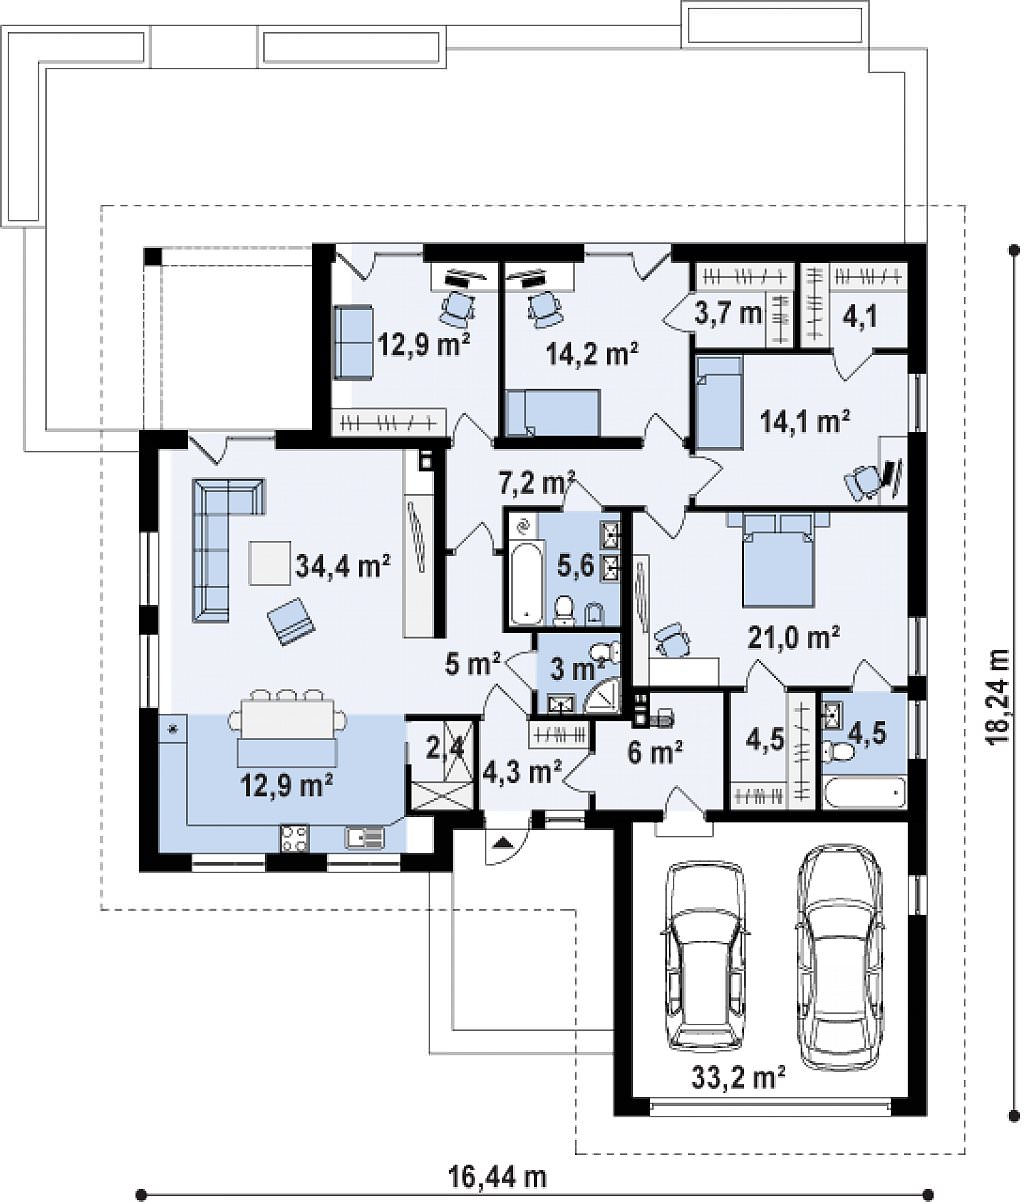 3,7 m
4,1
12,9 m²
14,2 m²
14,1 m²
7,2 m²
34,4 m²
5,6
21,0 m²
5 m²
3 m²
2,4
4,3 m²
6 m²
4,5
4,5
12,9 m²
33,2 m²
18,24 m
16,44 m